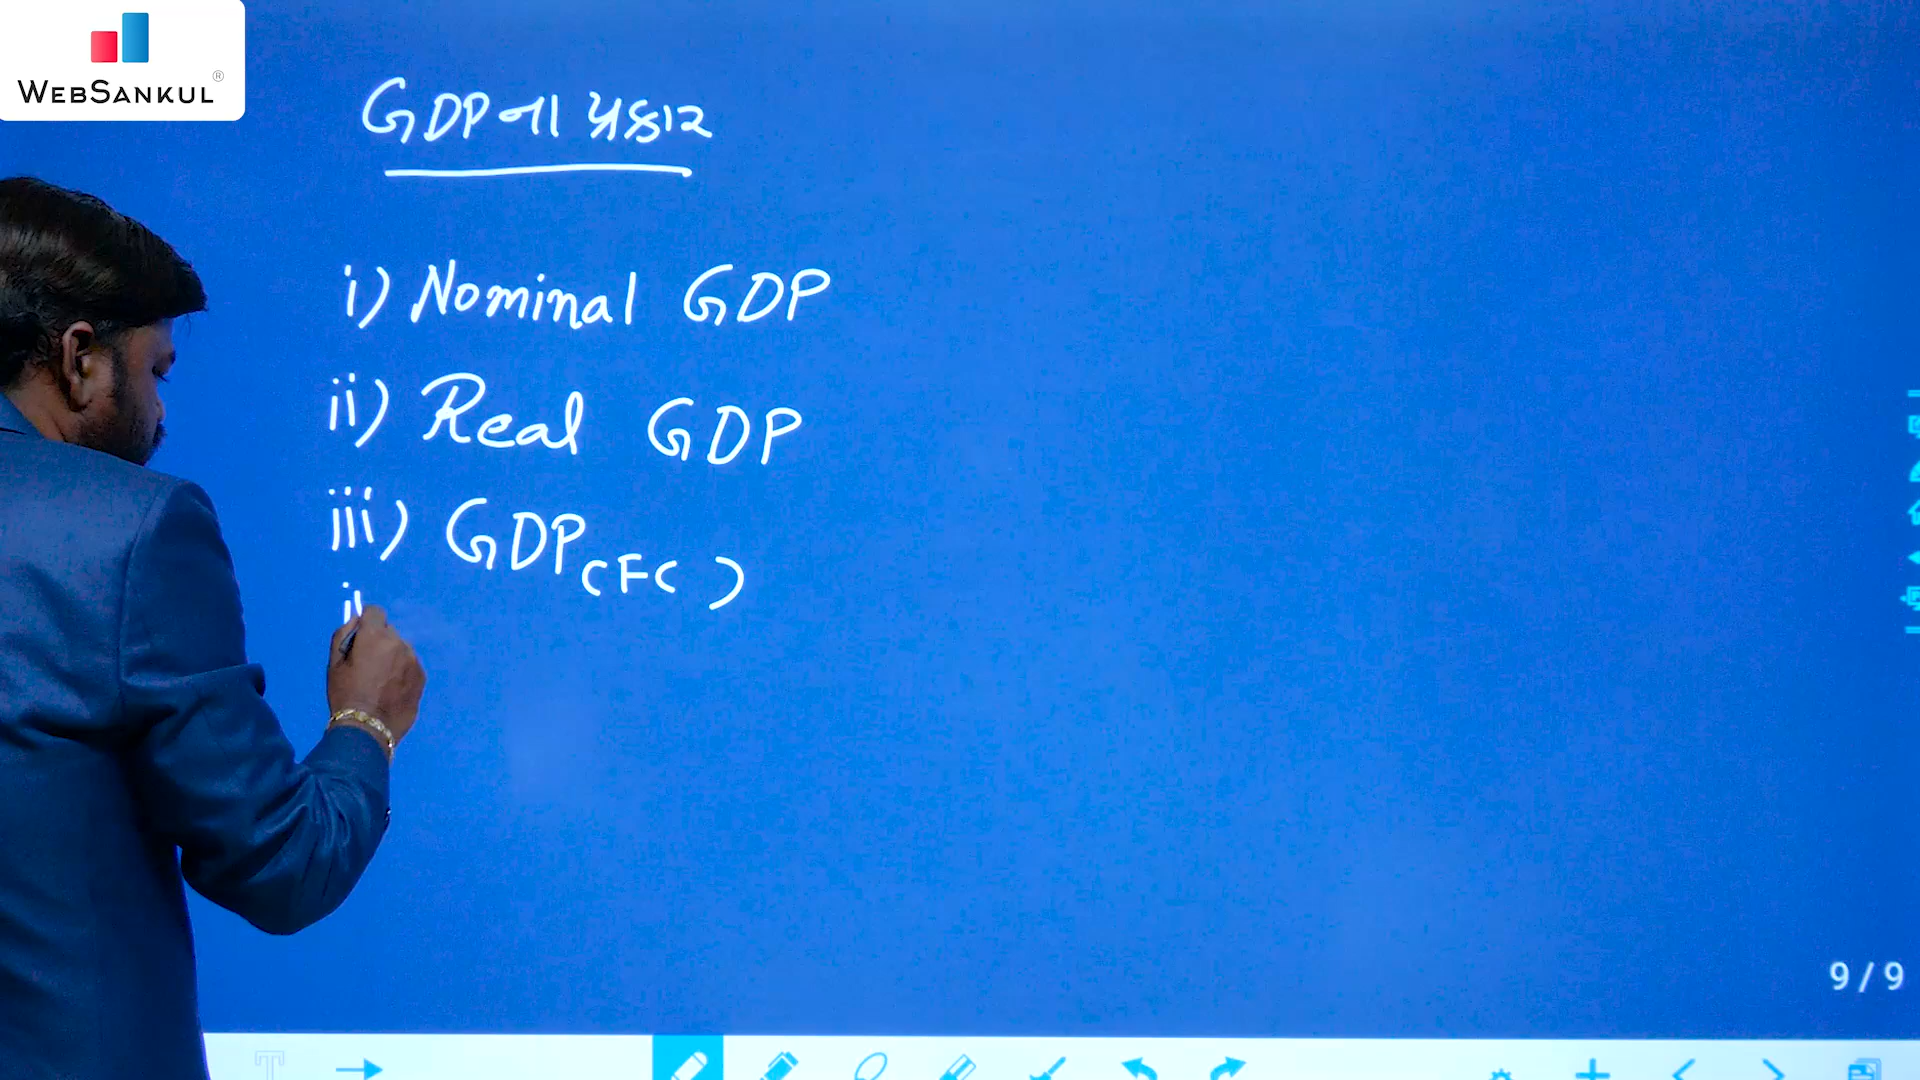 WEBSANKUL®
GDPના પ્રકાર
i) Nominal GDP
ii) Real GDP
iii) GDP(FC)
i
9/9